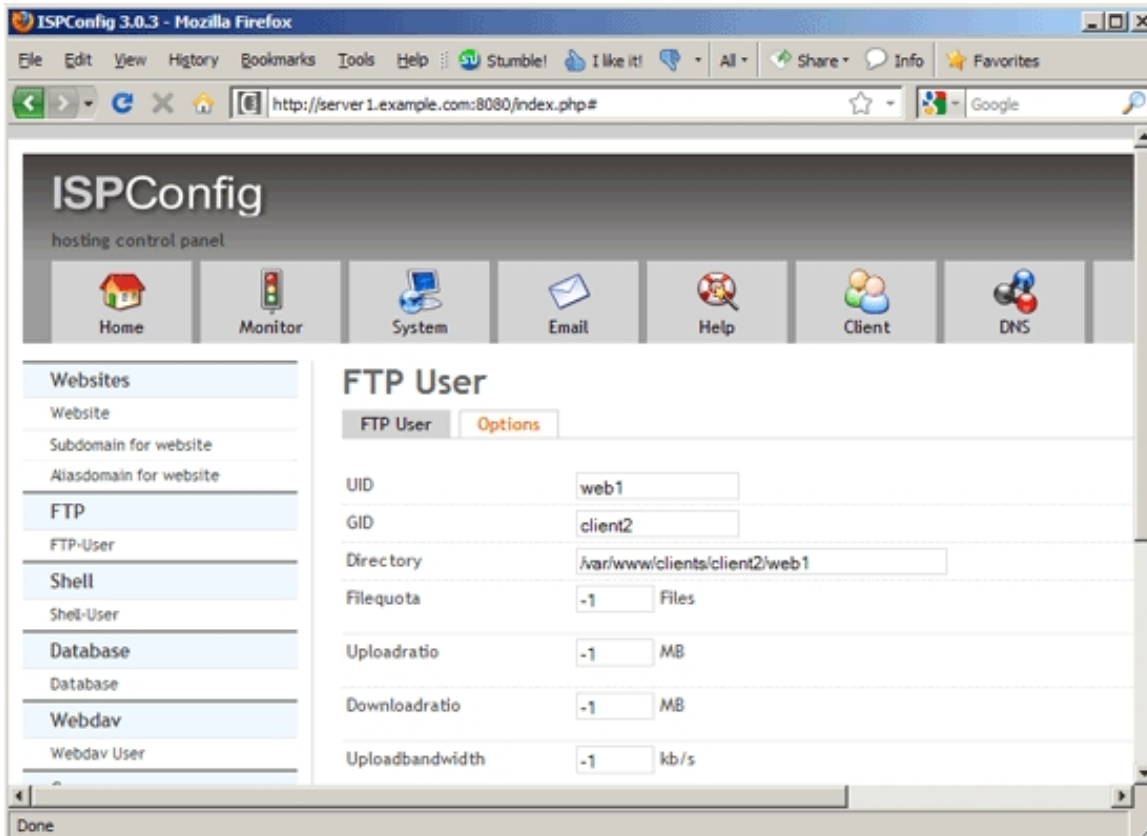 ISPConfig 3.0.3 - Mozilla Firefox
File Edit View History Bookmarks Tools Help Stumble! I like it! All Share Info Favorites
http://server1.example.com:8080/index.php# Google
ISPConfig
hosting control panel
Home Monitor System Email Help Client DNS
Websites
Website
Subdomain for website
Aliasdomain for website
FTP
FTP-User
Shell
Shell-User
Database
Database
Webdav
Webdav User
FTP User
FTP User Options
UID web1
GID client2
Directory /var/www/clients/client2/web1
Filequota -1 Files
Uploadratio -1 MB
Downloadratio -1 MB
Uploadbandwidth -1 kb/s
Done